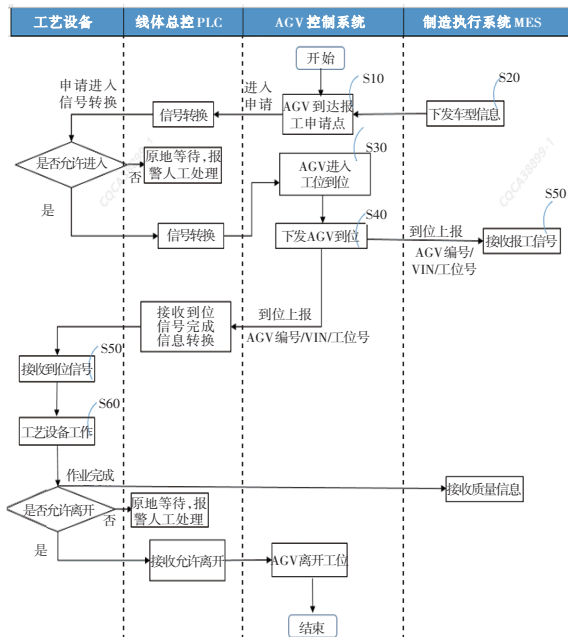 工艺设备
线体总控PLC
AGV控制系统
制造执行系统MES
开始
S10
S20
申请进入
信号转换
进入
申请
信号转换
AGV到达报
工申请点
下发车型信息
S30
是否允许进入
否
原地等待,报
警人工处理
AGV进入
工位到位
是
S40
S50
信号转换
下发AGV到位
到位上报
AGV编号/
VIN/工位号
接收报工信号
接收到位
信号完成
信息转换
到位上报
AGV编号/VIN/工位号
S50
接收到位信号
S60
工艺设备工作
作业完成
接收质量信息
是否允许离开
否
原地等待,报
警人工处理
是
接收允许离开
AGV离开工位
结束
CQCA38899-1
CQCA38899-1